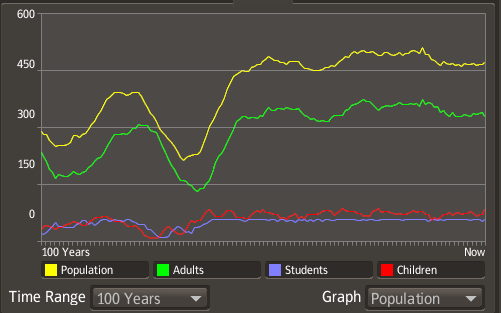 600
450
300
150
0
100 Years Now
Population Adults Students Children
Time Range 100 Years Graph Population